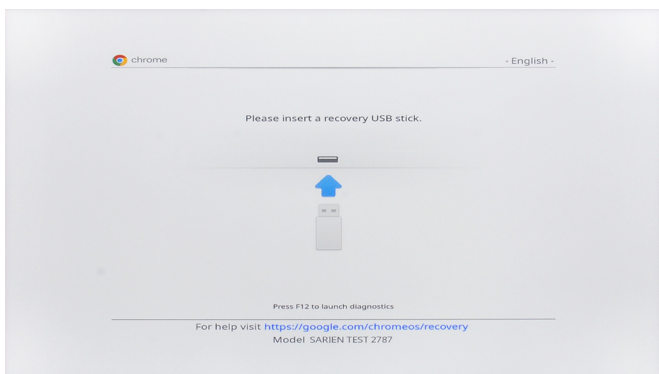 chrome
- English -
Please insert a recovery USB stick.
Press F12 to launch diagnostics
For help visit https://google.com/chromeos/recovery
Model SARIEN TEST 2787